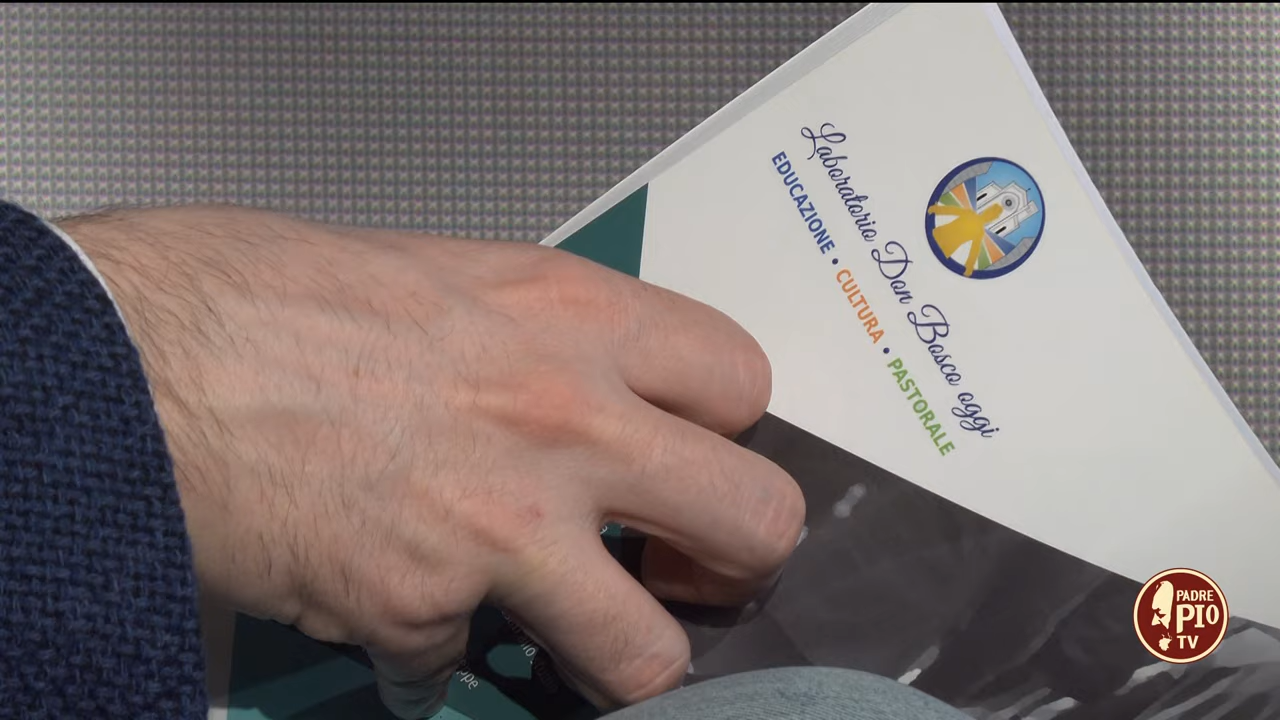 Laboratorio Don Bosco oggi
EDUCAZIONE • CULTURA • PASTORALE
PADRE
PIO
TV